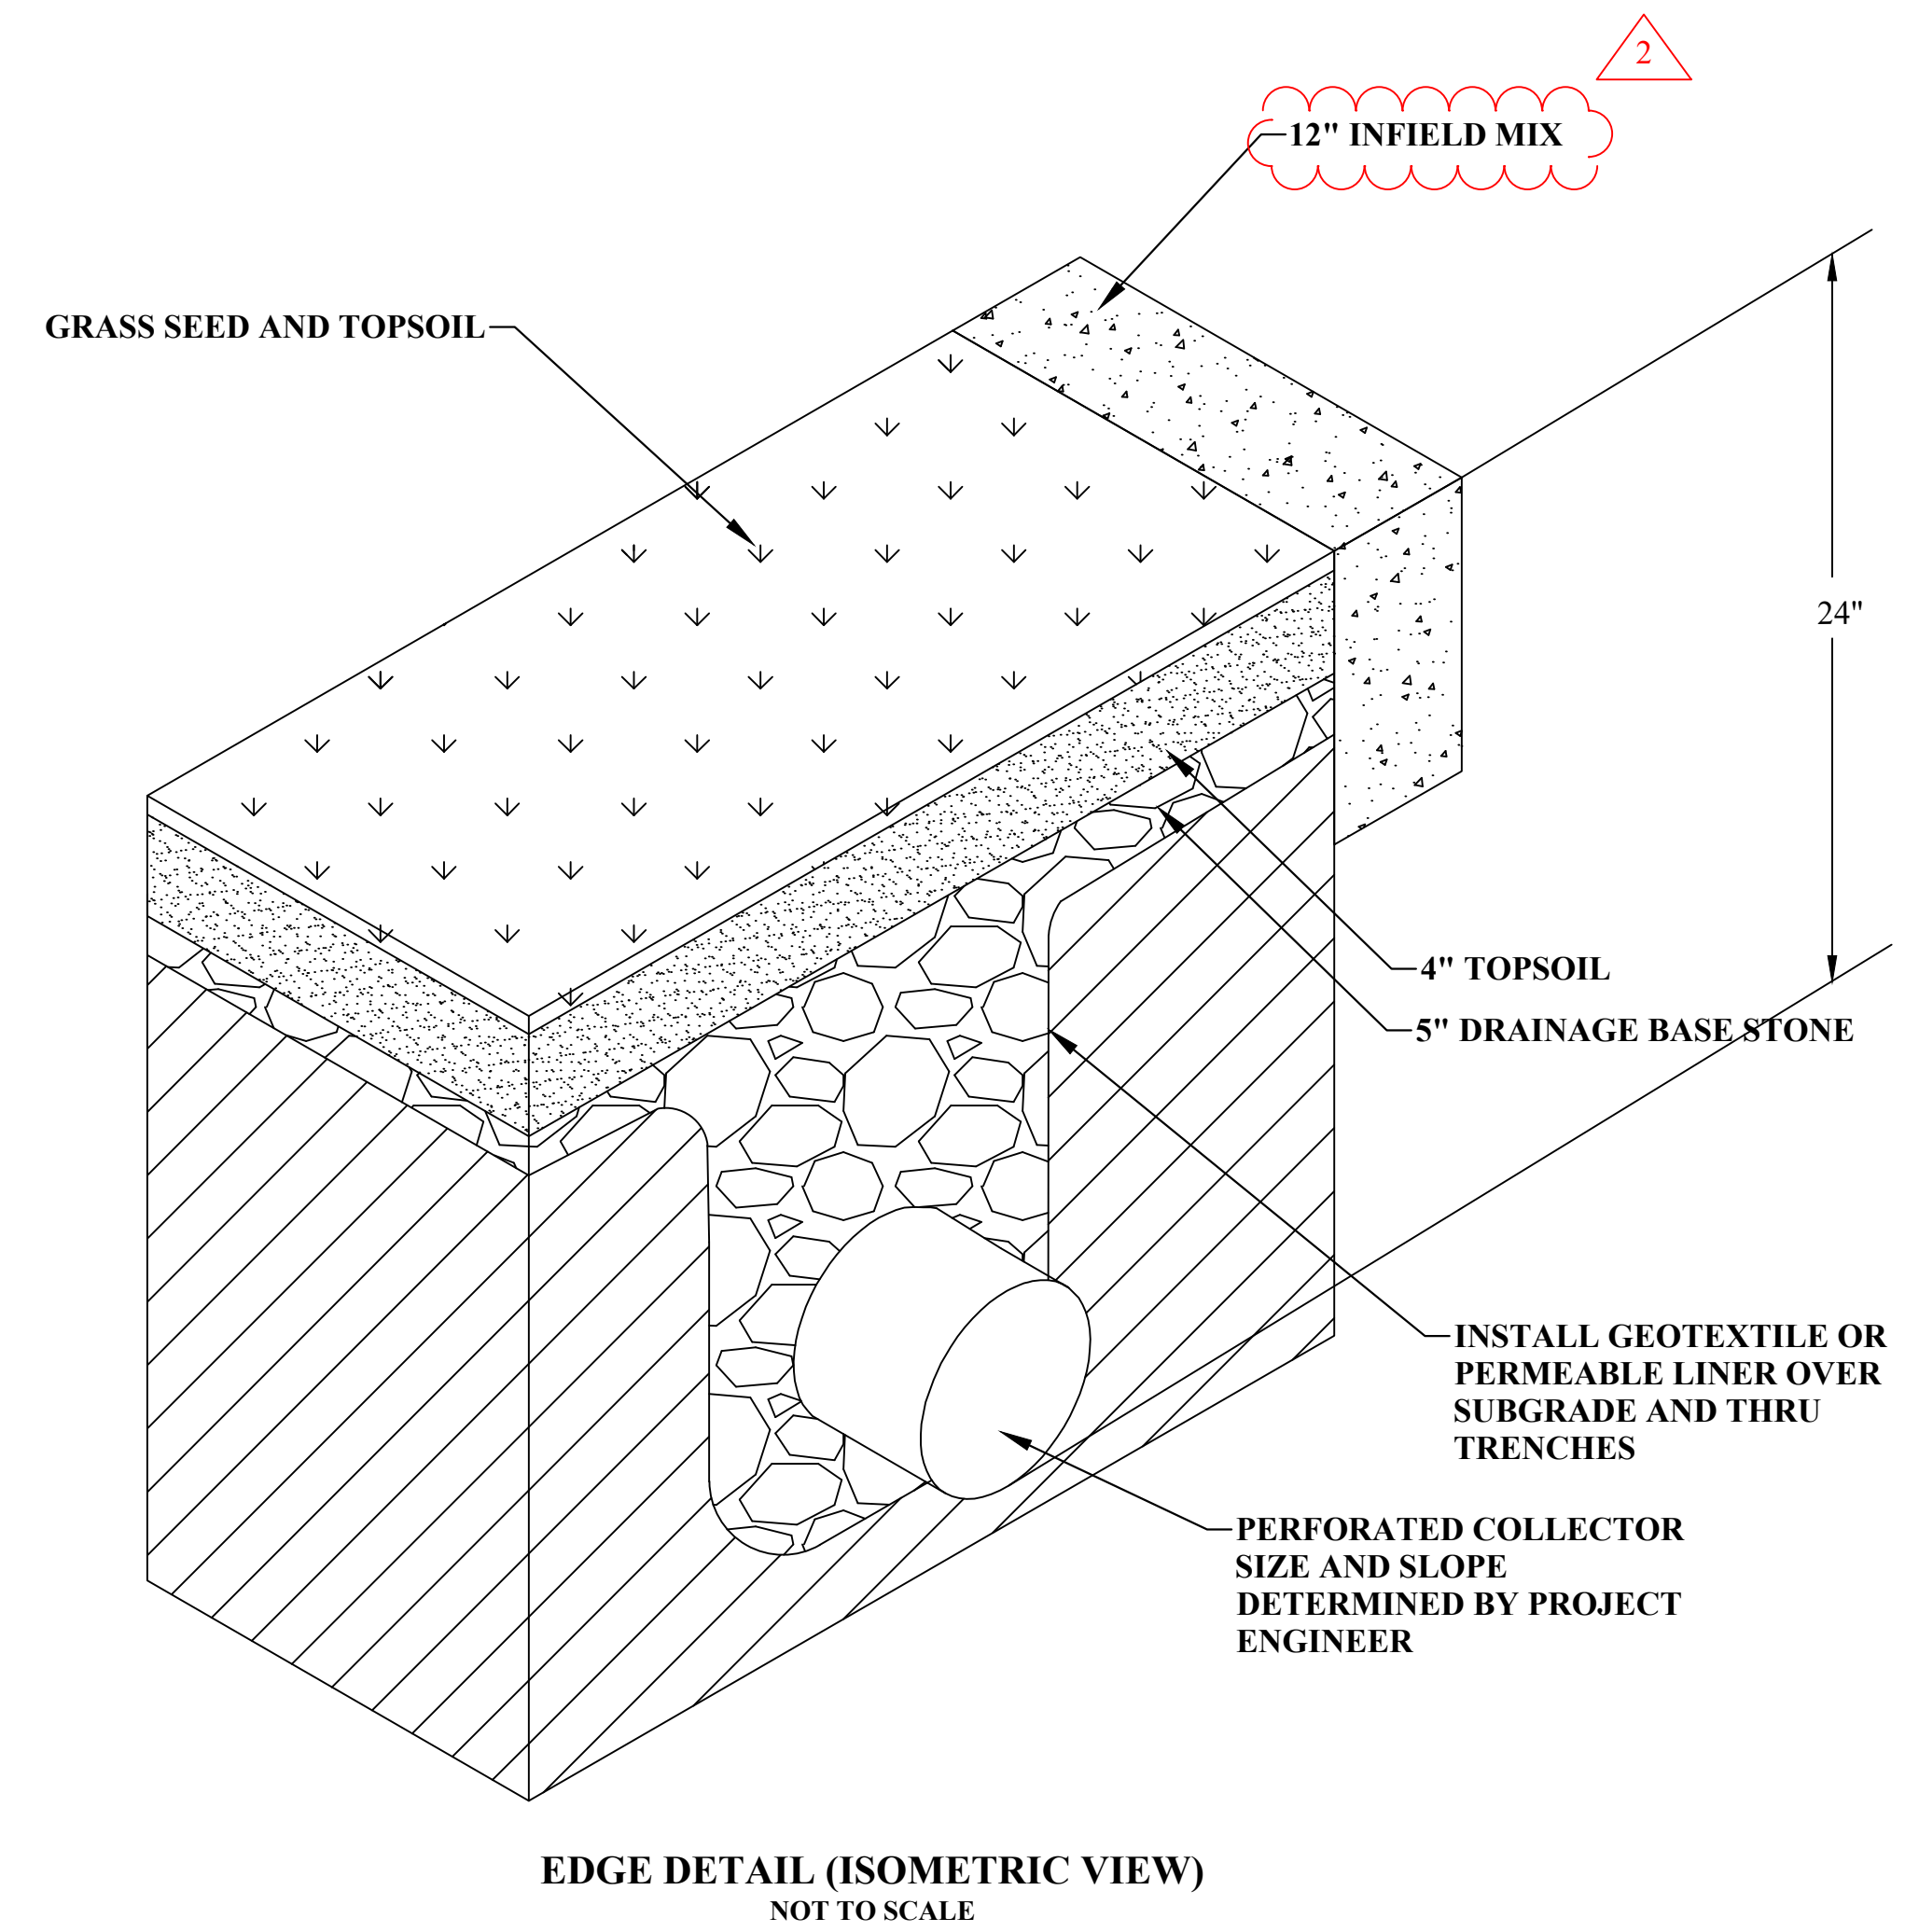 2
12" INFIELD MIX
GRASS SEED AND TOPSOIL
24"
4" TOPSOIL
5" DRAINAGE BASE STONE
INSTALL GEOTEXTILE OR
PERMEABLE LINER OVER
SUBGRADE AND THRU
TRENCHES
PERFORATED COLLECTOR
SIZE AND SLOPE
DETERMINED BY PROJECT
ENGINEER
EDGE DETAIL (ISOMETRIC VIEW)
NOT TO SCALE